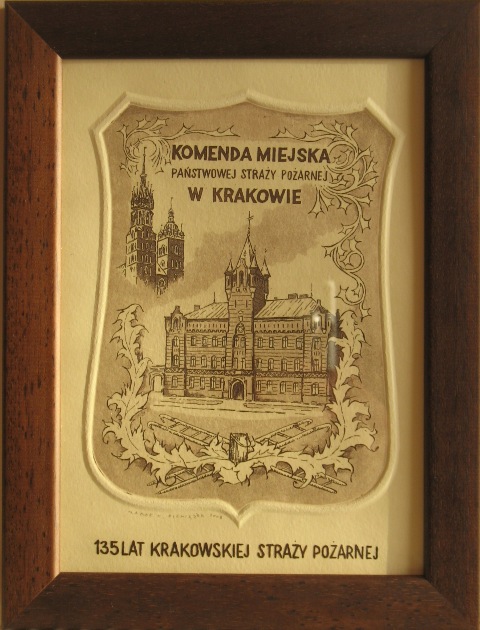 KOMENDA MIEJSKA
PAŃSTWOWEJ STRAŻY POŻARNEJ
W KRAKOWIE
135 LAT KRAKOWSKIEJ STRAŻY POŻARNEJ